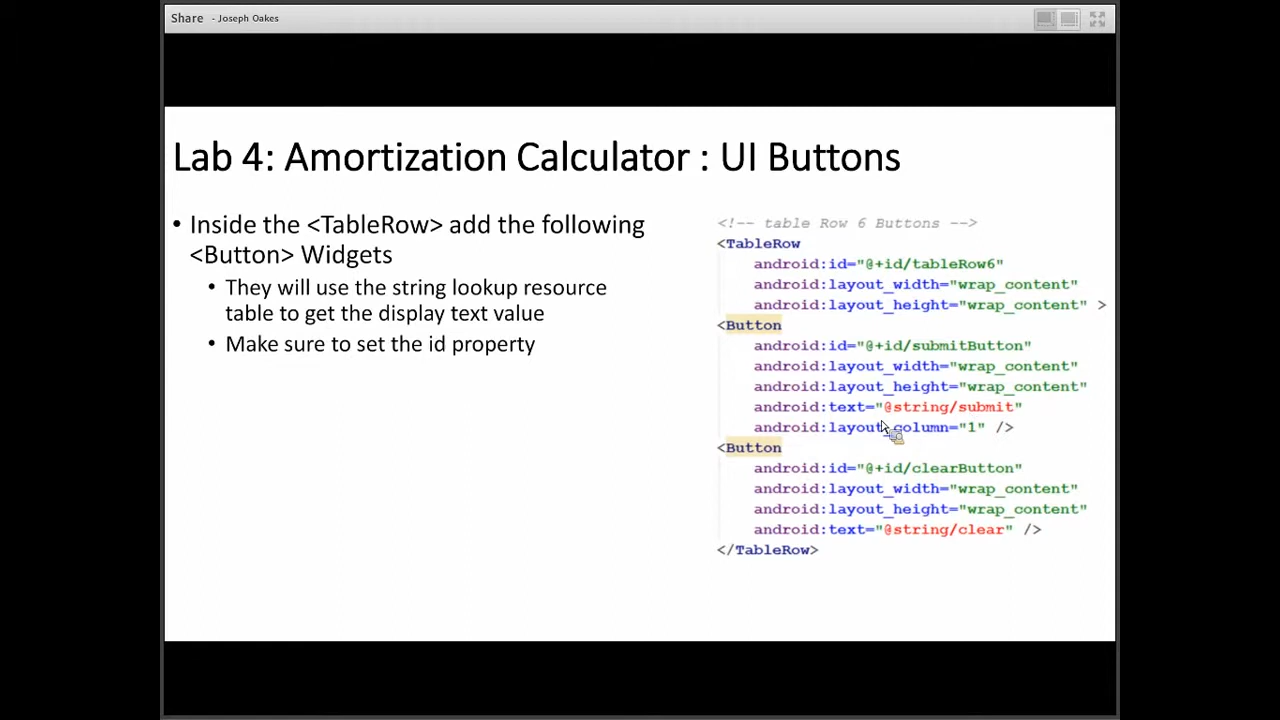 Share - Joseph Oakes
Lab 4: Amortization Calculator : UI Buttons
• Inside the <TableRow> add the following
<Button> Widgets
• They will use the string lookup resource
table to get the display text value
• Make sure to set the id property
<!-- table Row 6 Buttons -->
<TableRow
android:id="@+id/tableRow6"
android:layout_width="wrap_content"
android:layout_height="wrap_content" >
<Button
android:id="@+id/submitButton"
android:layout_width="wrap_content"
android:layout_height="wrap_content"
android:text="@string/submit"
android:layout_column="1" />
<Button
android:id="@+id/clearButton"
android:layout_width="wrap_content"
android:layout_height="wrap_content"
android:text="@string/clear" />
</TableRow>